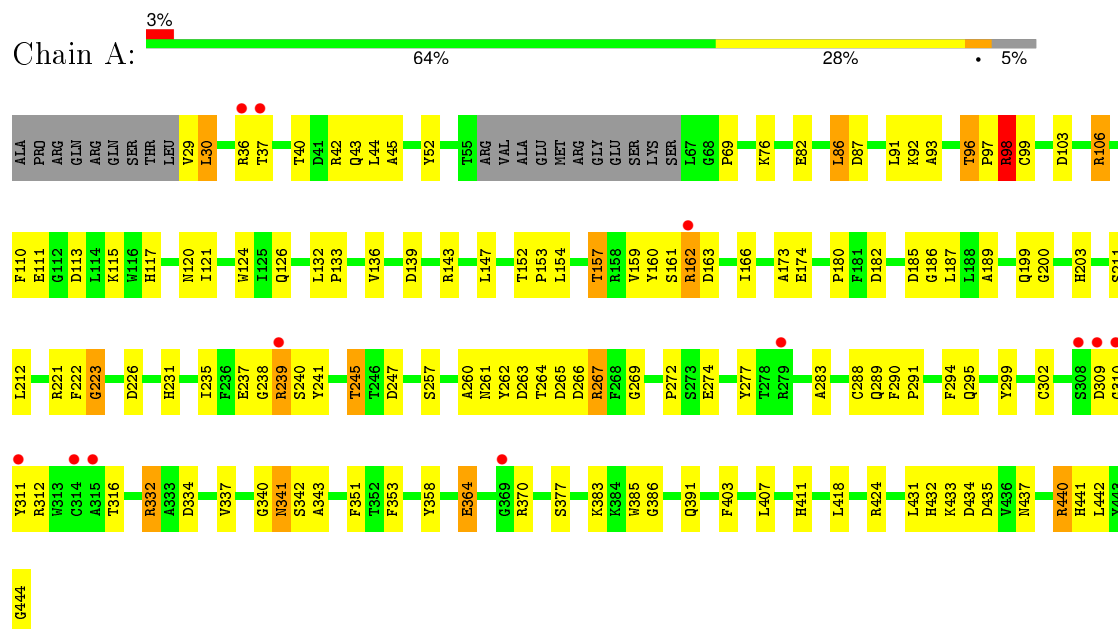 3%
Chain A:
64% 28% • 5%
ALA PRO ARG GLN ARG GLN SER THR LEU V29 L30 R36 T37 T40 D41 R42 Q43 L44 A45 Y52 T55 ARG VAL ALA GLU MET ARG GLY GLU SER LYS SER L67 G68 P69 K76 E82 L86 D87 L91 K92 A93 T96 P97 R98 C99 D103 R106
F110 E111 G112 D113 L114 K115 W116 H117 N120 I121 W124 I125 Q126 L132 P133 V136 D139 R143 L147 T152 P153 L154 T157 R158 V159 Y160 S161 R162 D163 I166 A173 E174 P180 F181 D182 D185 G186 L187 L188 A189 Q199 G200 H203 S211
L212 R221 F222 G223 D226 H231 I235 F236 E237 G238 R239 S240 Y241 T245 T246 D247 S257 A260 N261 Y262 D263 T264 D265 D266 R267 F268 G269 P272 S273 E274 Y277 T278 R279 A283 C288 Q289 F290 P291 F294 Q295 Y299 C302 S308 D309 G310
Y311 R312 W313 C314 A315 T316 R332 A333 D334 V337 G340 N341 S342 A343 F351 T352 F353 Y358 E364 G369 R370 S377 K383 K384 W385 G386 Q391 F403 L407 H411 L418 R424 L431 H432 K433 D434 D435 V436 N437 R440 H441 L442 Y443
G444